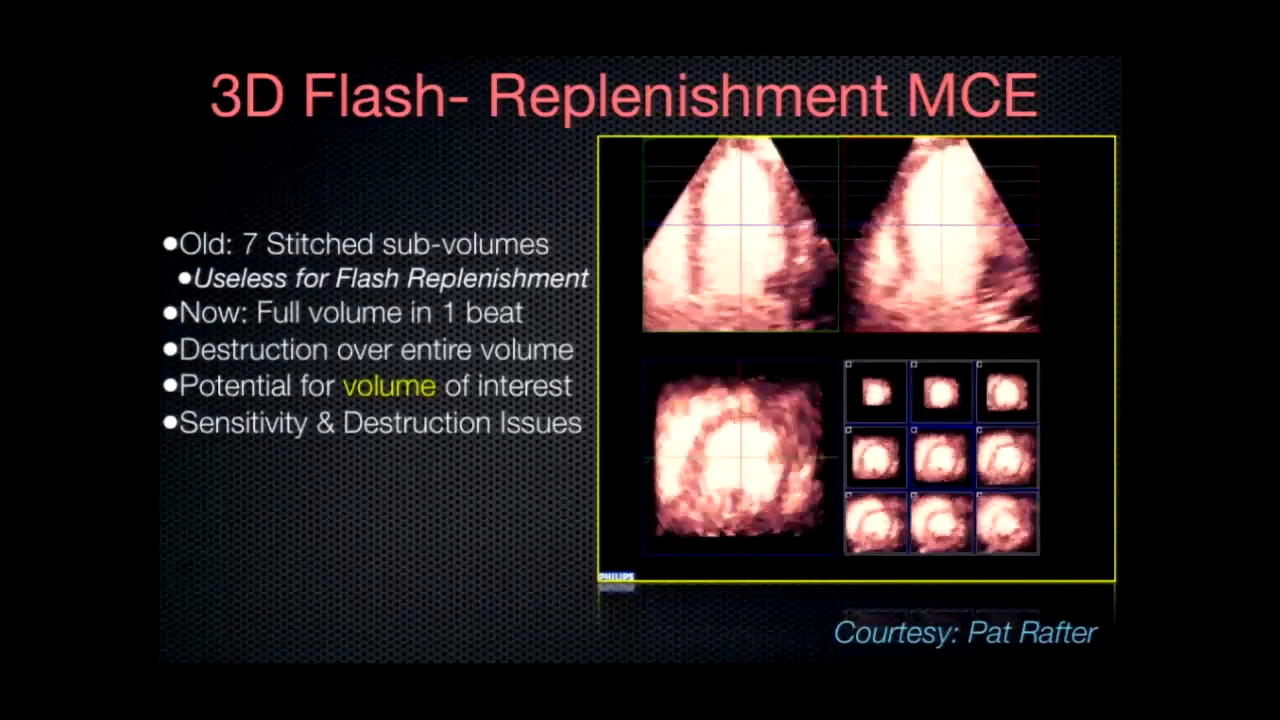 3D Flash- Replenishment MCE
●Old: 7 Stitched sub-volumes
●Useless for Flash Replenishment
●Now: Full volume in 1 beat
●Destruction over entire volume
●Potential for volume of interest
●Sensitivity & Destruction Issues
PHILIPS
Courtesy: Pat Rafter